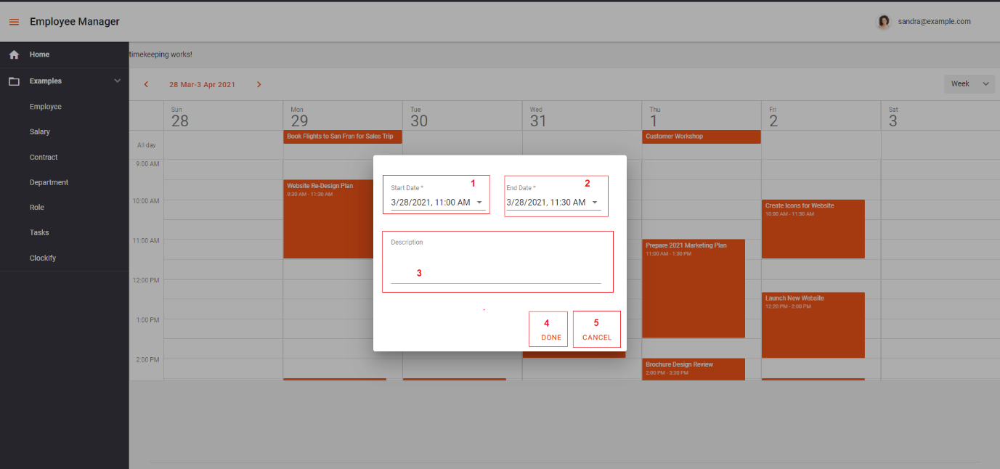 Employee Manager
sandra@example.com
Home
timekeeping works!
Examples
28 Mar-3 Apr 2021
Week
Employee
Salary
Contract
Department
Role
Tasks
Clockify
Sun
28
Mon
29
Tue
30
Wed
31
Thu
1
Fri
2
Sat
3
All day
Book Flights to San Fran for Sales Trip
Customer Workshop
9:00 AM
10:00 AM
11:00 AM
12:00 PM
1:00 PM
2:00 PM
Website Re-Design Plan
9:30 AM - 11:30 AM
Create Icons for Website
10:00 AM - 11:30 AM
Prepare 2021 Marketing Plan
11:00 AM - 1:30 PM
Launch New Website
12:20 PM - 2:00 PM
Brochure Design Review
2:00 PM - 3:30 PM
1
Start Date *
3/28/2021, 11:00 AM
2
End Date *
3/28/2021, 11:30 AM
Description
3
4
DONE
5
CANCEL